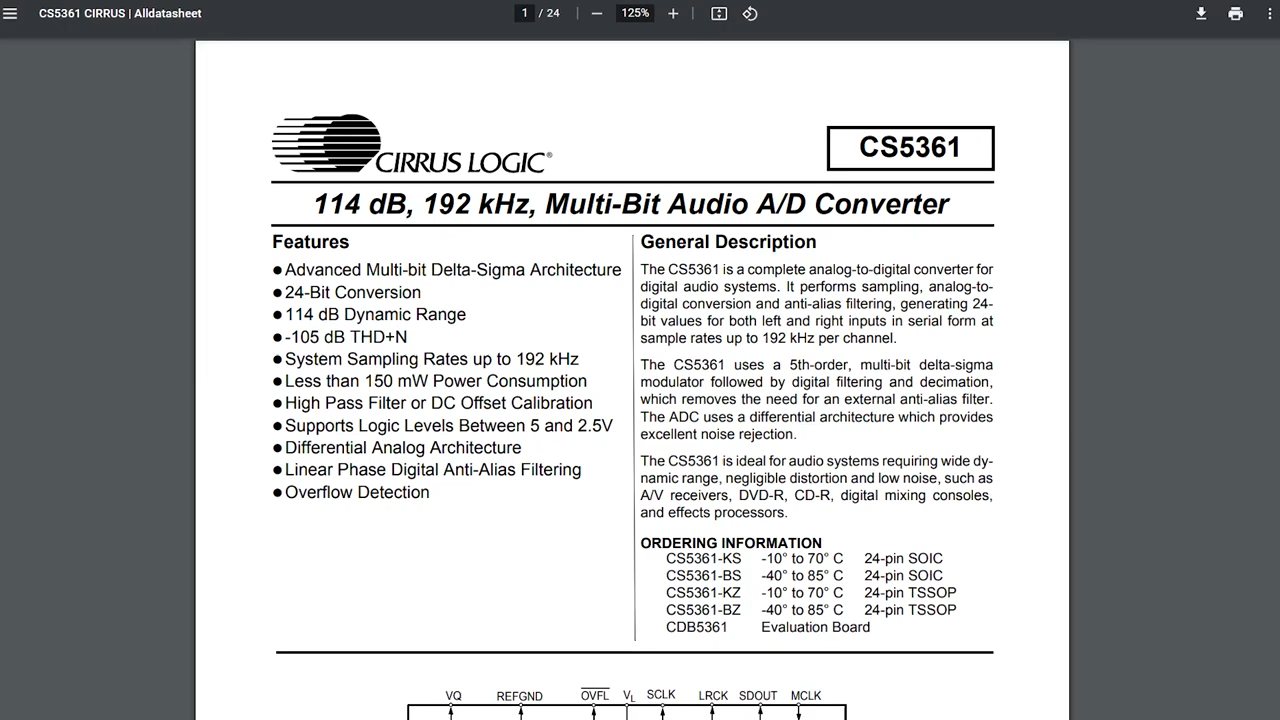 CS5361 CIRRUS | Alldatasheet
1 / 24
125%
CIRRUS LOGIC®
CS5361
114 dB, 192 kHz, Multi-Bit Audio A/D Converter
Features
● Advanced Multi-bit Delta-Sigma Architecture
● 24-Bit Conversion
● 114 dB Dynamic Range
● -105 dB THD+N
● System Sampling Rates up to 192 kHz
● Less than 150 mW Power Consumption
● High Pass Filter or DC Offset Calibration
● Supports Logic Levels Between 5 and 2.5V
● Differential Analog Architecture
● Linear Phase Digital Anti-Alias Filtering
● Overflow Detection
General Description
The CS5361 is a complete analog-to-digital converter for
digital audio systems. It performs sampling, analog-to-
digital conversion and anti-alias filtering, generating 24-
bit values for both left and right inputs in serial form at
sample rates up to 192 kHz per channel.
The CS5361 uses a 5th-order, multi-bit delta-sigma
modulator followed by digital filtering and decimation,
which removes the need for an external anti-alias filter.
The ADC uses a differential architecture which provides
excellent noise rejection.
The CS5361 is ideal for audio systems requiring wide dy-
namic range, negligible distortion and low noise, such as
A/V receivers, DVD-R, CD-R, digital mixing consoles,
and effects processors.
ORDERING INFORMATION
CS5361-KS -10° to 70° C 24-pin SOIC
CS5361-BS -40° to 85° C 24-pin SOIC
CS5361-KZ -10° to 70° C 24-pin TSSOP
CS5361-BZ -40° to 85° C 24-pin TSSOP
CDB5361 Evaluation Board
VQ REFGND OVFL VL SCLK LRCK SDOUT MCLK